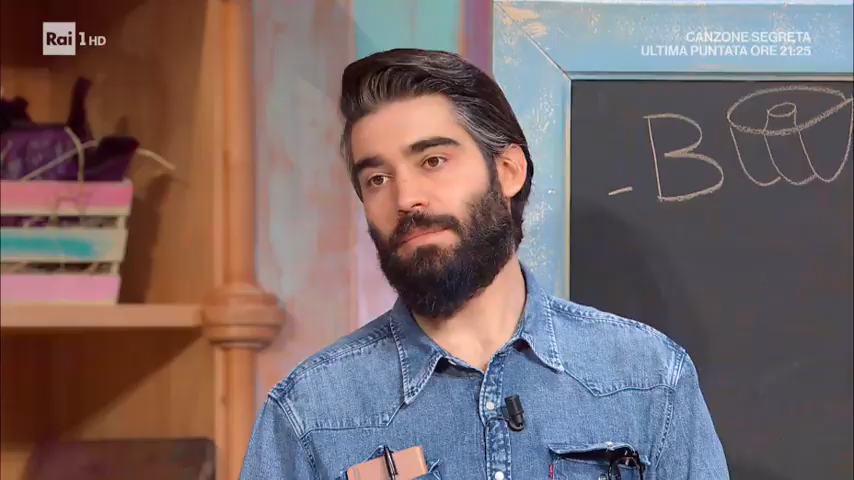 Rai 1 HD
CANZONE SEGRETA
ULTIMA PUNTATA ORE 21:25
- B